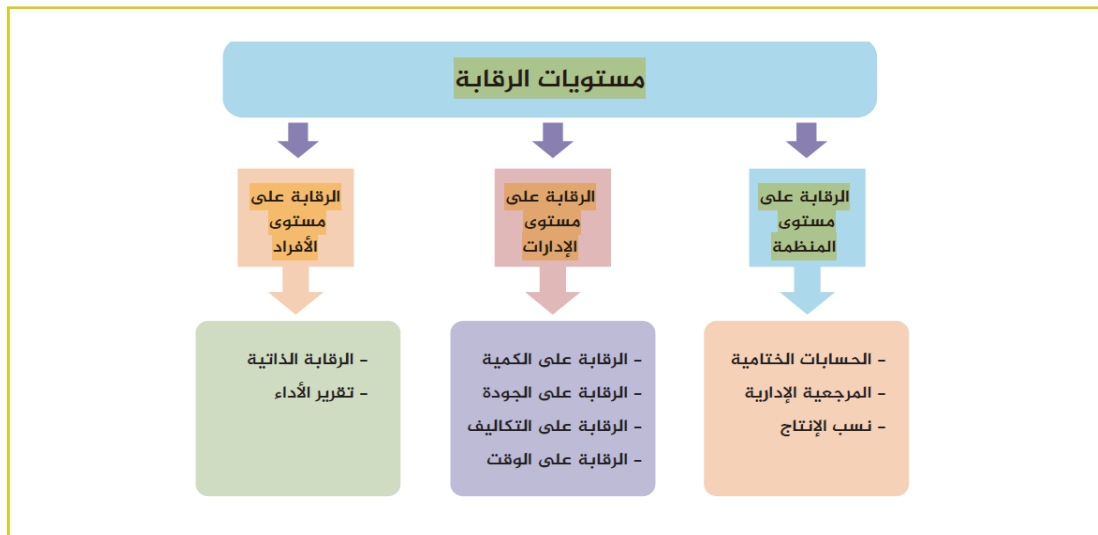 مستويات الرقابة
الرقابة على
مستوى
المنظمة
- الحسابات الختامية
- المرجعية الإدارية
- نسب الإنتاج
الرقابة على
مستوى
الإدارات
- الرقابة على الكمية
- الرقابة على الجودة
- الرقابة على التكاليف
- الرقابة على الوقت
الرقابة على
مستوى
الأفراد
- الرقابة الذاتية
- تقرير الأداء